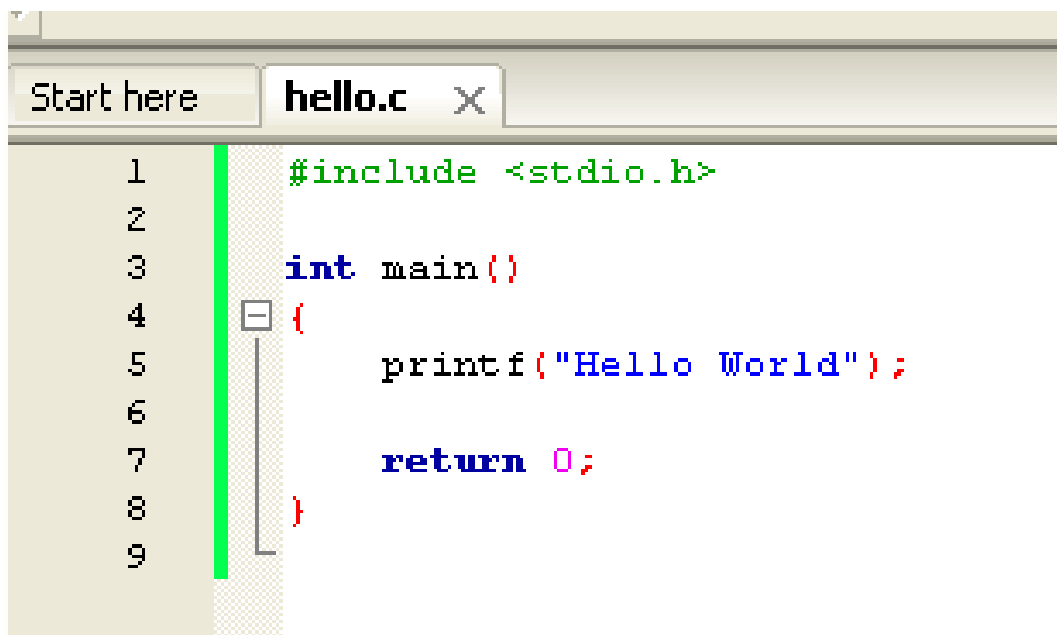 Start here hello.c
1 #include <stdio.h>
2
3 int main()
4 {
5     printf("Hello World");
6
7     return 0;
8 }
9